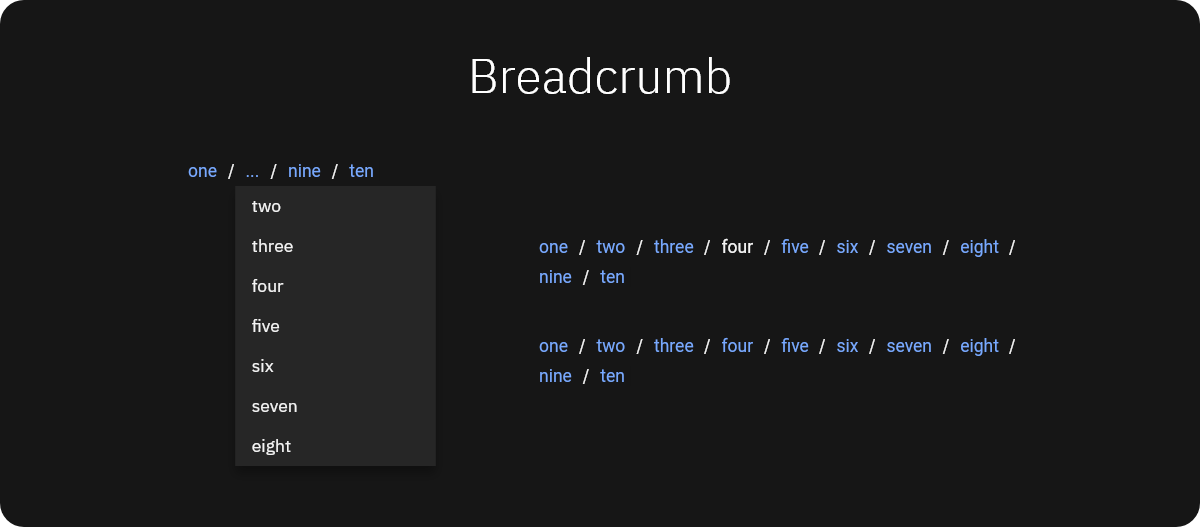 Breadcrumb
one / ... / nine / ten
two
three
four
five
six
seven
eight
one / two / three / four / five / six / seven / eight /
nine / ten
one / two / three / four / five / six / seven / eight /
nine / ten